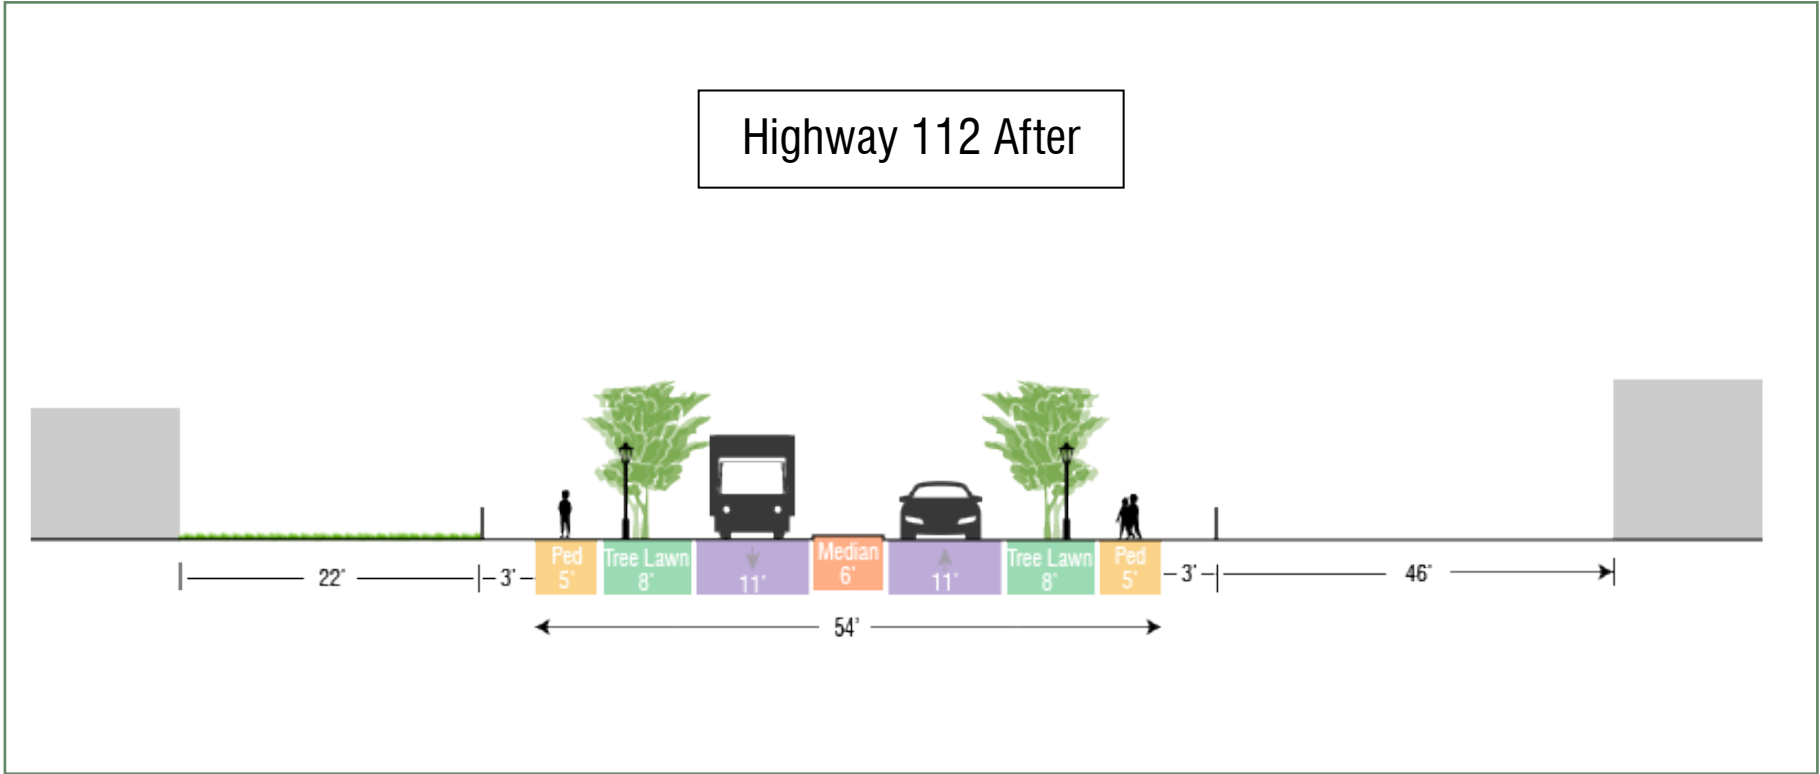 Highway 112 After
Ped
5'
Tree Lawn
8'
11'
Median
6'
11'
Tree Lawn
8'
Ped
5'
22'
3'
3'
46'
54'